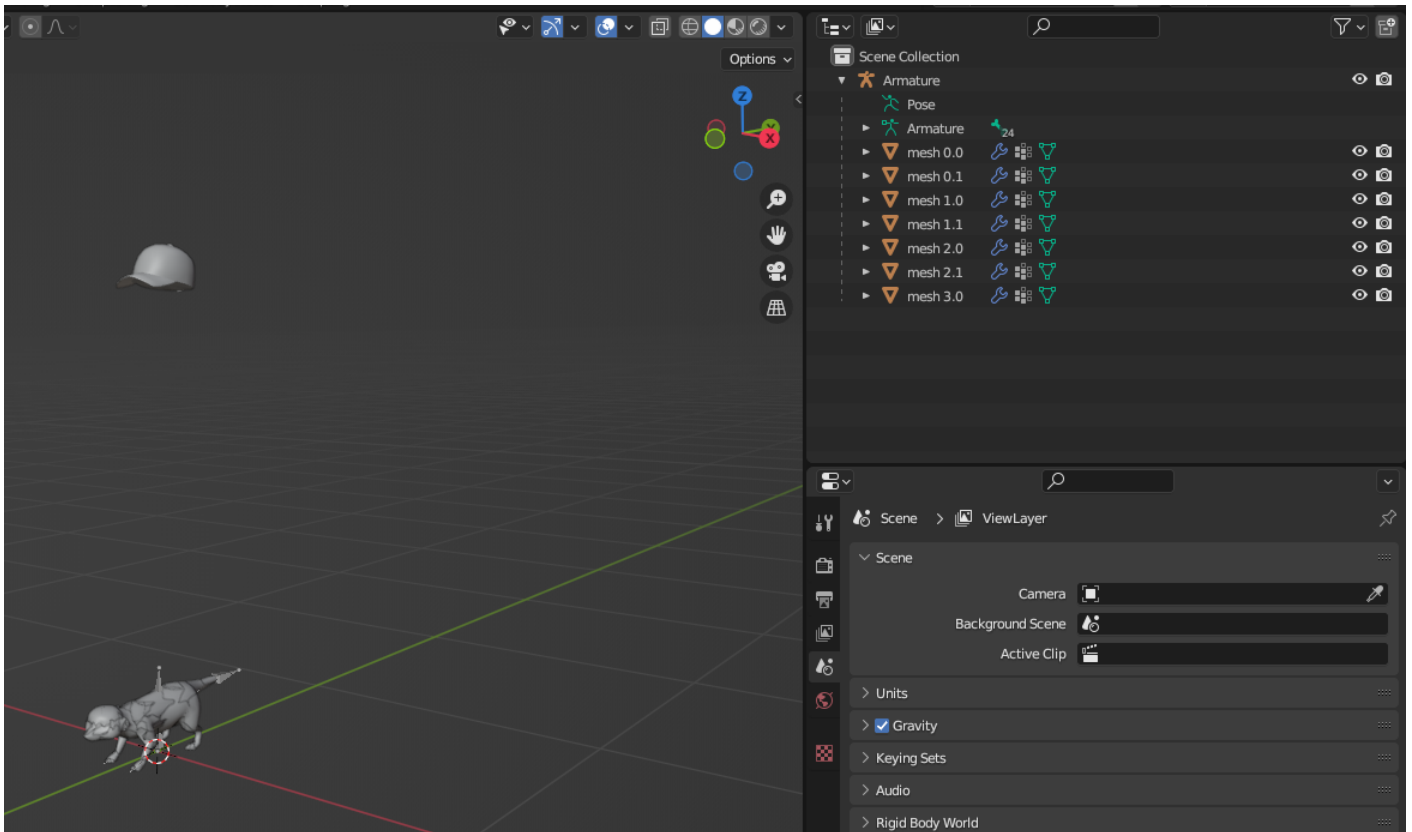 Options
Z
Y
X
Scene Collection
Armature
Pose
Armature 24
mesh 0.0
mesh 0.1
mesh 1.0
mesh 1.1
mesh 2.0
mesh 2.1
mesh 3.0
Scene > ViewLayer
Scene
Camera
Background Scene
Active Clip
Units
Gravity
Keying Sets
Audio
Rigid Body World